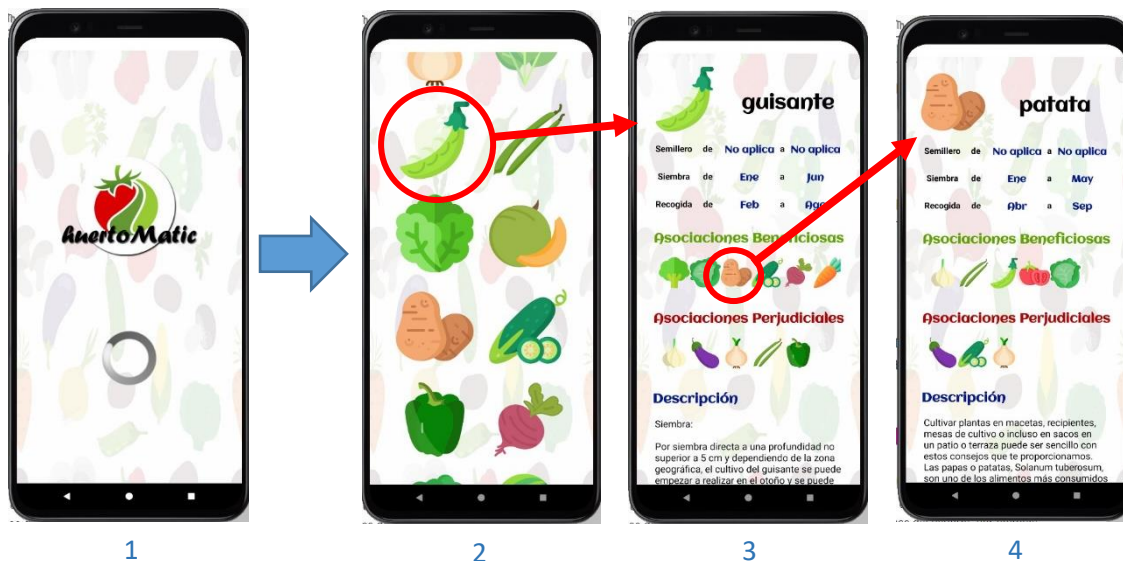 huertoMatic
guisante
Semillero de No aplica a No aplica
Siembra de Ene a Jun
Recogida de Feb a Ago
Asociaciones Beneficiosas
Asociaciones Perjudiciales
Descripción
Siembra:
Por siembra directa a una profundidad no
superior a 5 cm y dependiendo de la zona
geográfica, el cultivo del guisante se puede
empezar a realizar en el otoño y se puede
patata
Semillero de No aplica a No aplica
Siembra de Ene a May
Recogida de Abr a Sep
Asociaciones Beneficiosas
Asociaciones Perjudiciales
Descripción
Cultivar plantas en macetas, recipientes,
mesas de cultivo o incluso en sacos en
un patio o terraza puede ser sencillo con
estos consejos que te proporcionamos.
Las papas o patatas, Solanum tuberosum,
son uno de los alimentos más consumidos
1
2
3
4